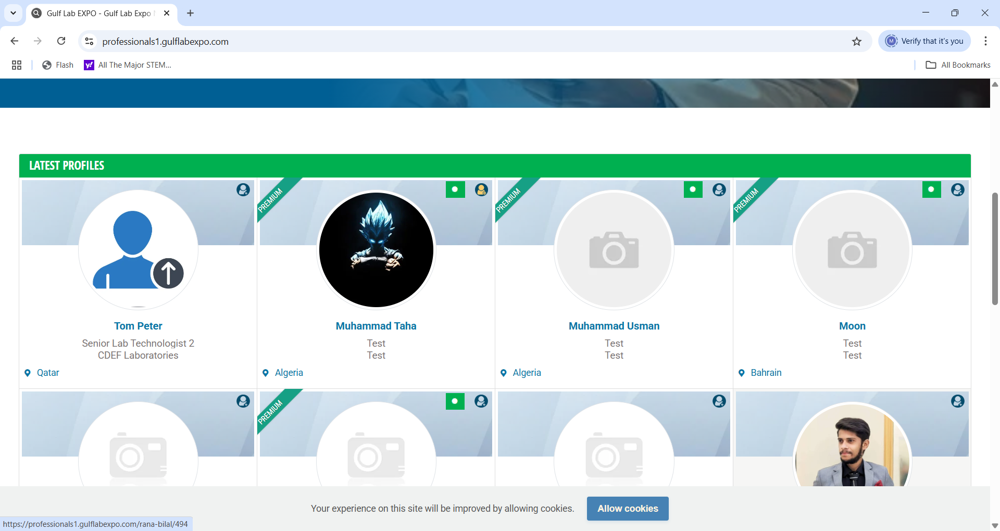 Gulf Lab EXPO - Gulf Lab Expo
professionals1.gulflabexpo.com
M Verify that it's you
Flash
y! All The Major STEM...
All Bookmarks
LATEST PROFILES
PREMIUM
PREMIUM
PREMIUM
Tom Peter
Senior Lab Technologist 2
CDEF Laboratories
Qatar
Muhammad Taha
Test
Test
Algeria
Muhammad Usman
Test
Test
Algeria
Moon
Test
Test
Bahrain
PREMIUM
Your experience on this site will be improved by allowing cookies.
Allow cookies
https://professionals1.gulflabexpo.com/rana-bilal/494